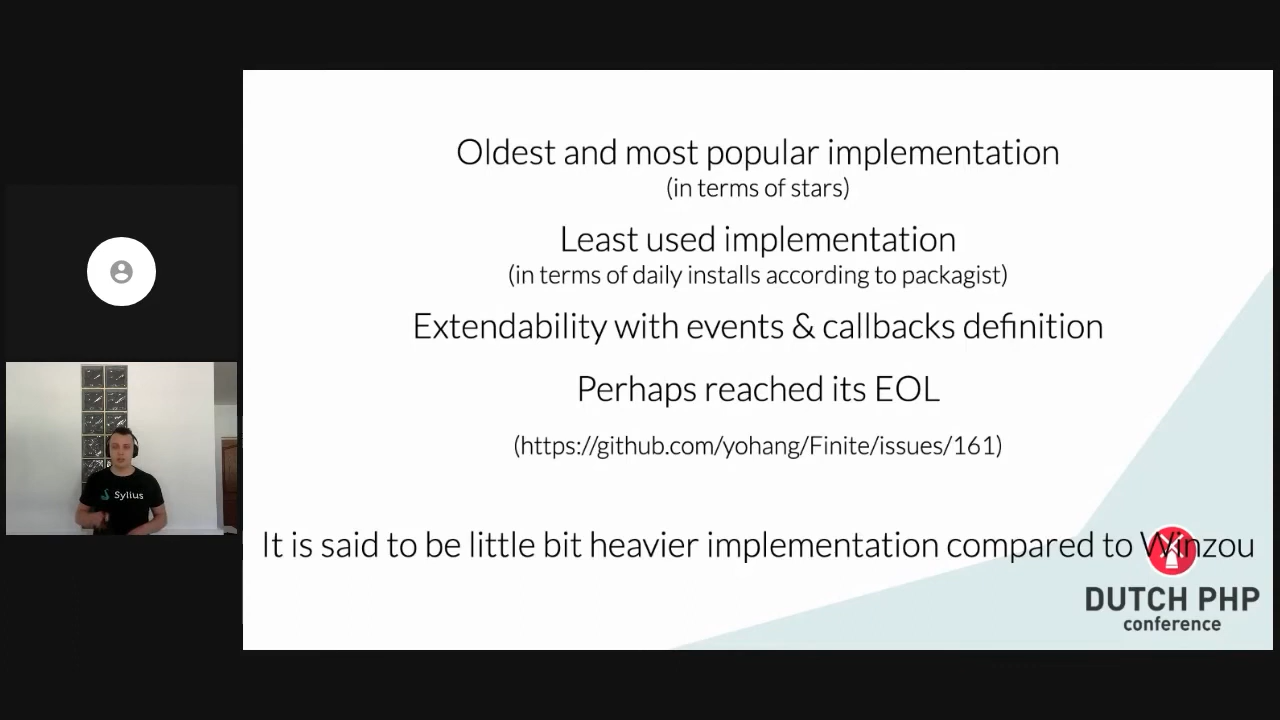 Oldest and most popular implementation
(in terms of stars)
Least used implementation
(in terms of daily installs according to packagist)
Extendability with events & callbacks definition
Perhaps reached its EOL
(https://github.com/yohang/Finite/issues/161)
It is said to be little bit heavier implementation compared to Winzou
DUTCH PHP
conference
Sylius